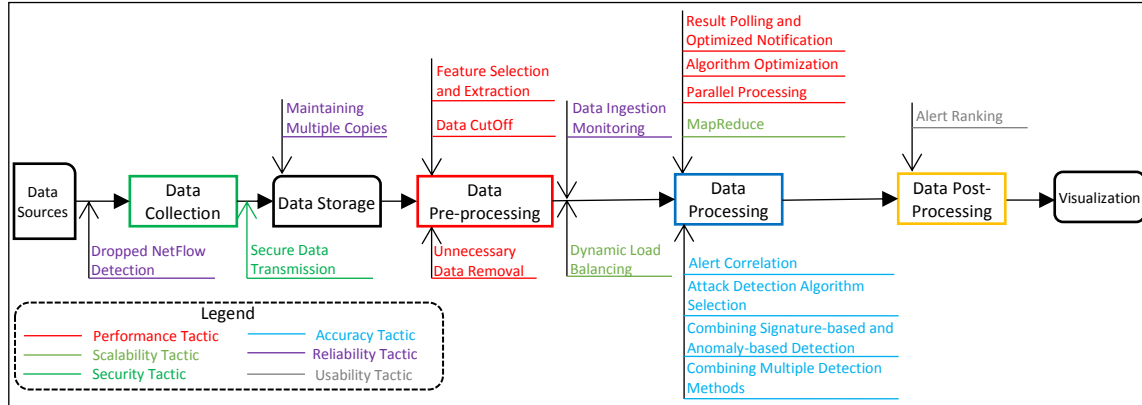 Result Polling and
Optimized Notification
Algorithm Optimization
Parallel Processing
MapReduce
Feature Selection
and Extraction
Data CutOff
Maintaining
Multiple Copies
Data Ingestion
Monitoring
Alert Ranking
Data
Sources
Data
Collection
Data Storage
Data
Pre-processing
Data
Processing
Data Post-
Processing
Visualization
Dropped NetFlow
Detection
Secure Data
Transmission
Unnecessary
Data Removal
Dynamic Load
Balancing
Alert Correlation
Attack Detection Algorithm
Selection
Combining Signature-based and
Anomaly-based Detection
Combining Multiple Detection
Methods
Legend
Performance Tactic
Accuracy Tactic
Scalability Tactic
Reliability Tactic
Security Tactic
Usability Tactic